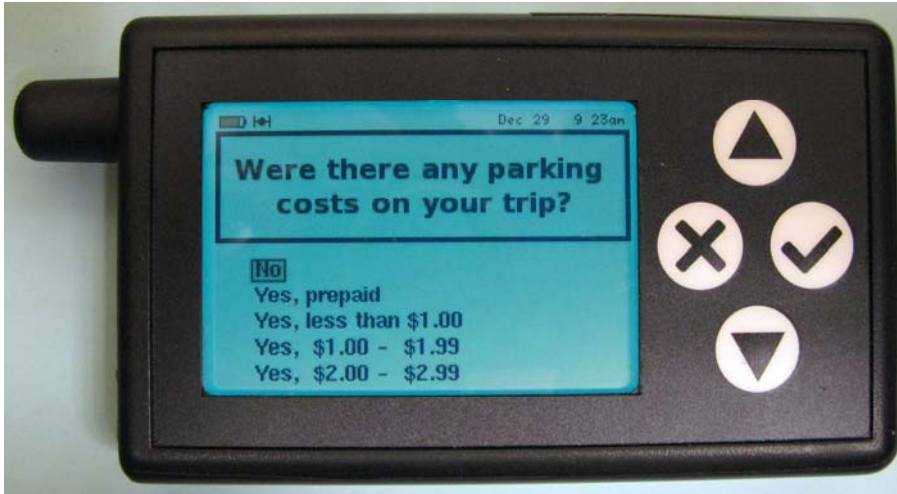 Dec 29 9 23am
Were there any parking
costs on your trip?
No
Yes, prepaid
Yes, less than $1.00
Yes, $1.00 - $1.99
Yes, $2.00 - $2.99